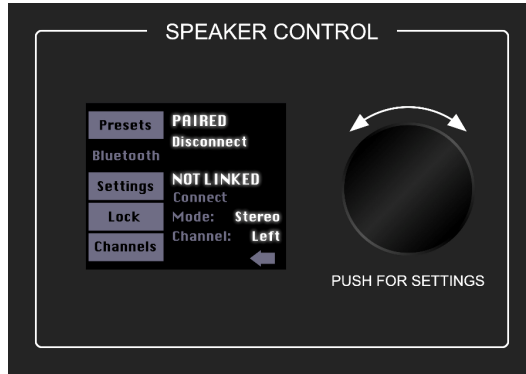 SPEAKER CONTROL
Presets
Bluetooth
Settings
Lock
Channels
PAIRED
Disconnect
NOT LINKED
Connect
Mode: Stereo
Channel: Left
PUSH FOR SETTINGS